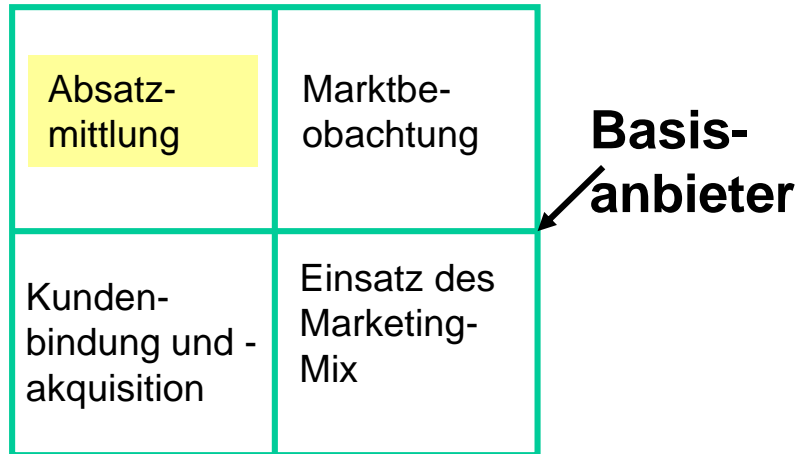 Absatz-
mittlung
Marktbe-
obachtung
Basis-
anbieter
Kunden-
bindung und -
akquisition
Einsatz des
Marketing-
Mix